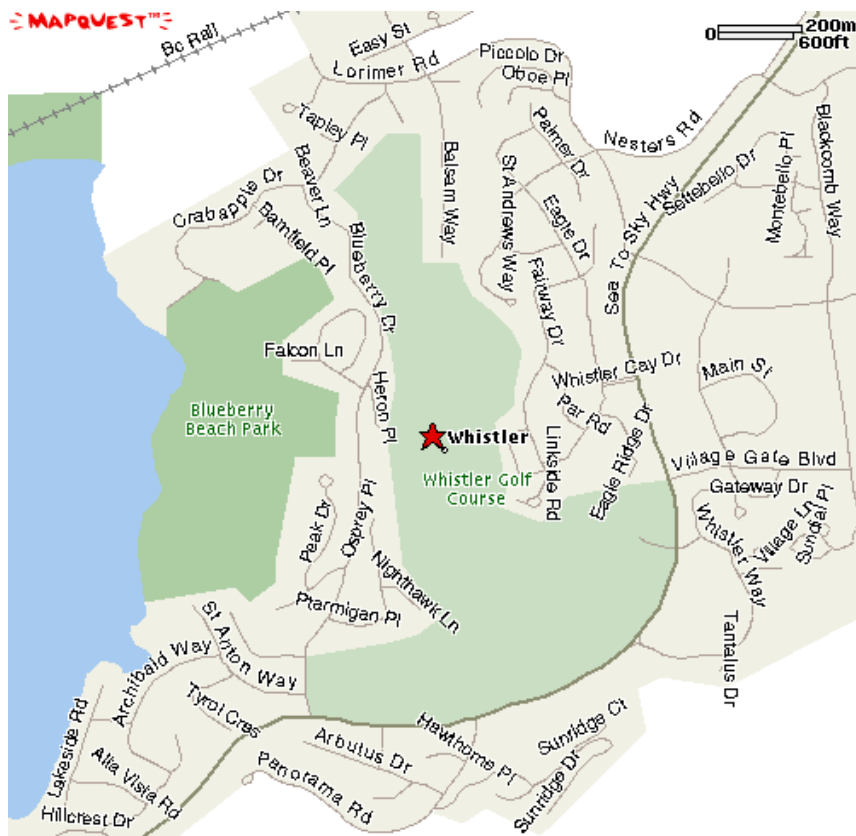 MAPQUEST™
Bc Rail
Easy St
Lorimer Rd
Piccolo Dr
Oboe Pl
0 200m
600ft
Tapley Pl
Palmer Dr
Nesters Rd
Balsam Way
St Andrews Way
Settebello Dr
Montebello Pl
Blackcomb Way
Beaver Ln
Crabapple Dr
Bamfield Pl
Blueberry Dr
Eagle Dr
Sea To Sky Hwy
Fairway Dr
Falcon Ln
Heron Pl
Whistler Cay Dr
Main St
Blueberry
Beach Park
Par Rd
Whistler
Linkside Rd
Eagle Ridge Dr
Whistler Golf
Course
Village Gate Blvd
Gateway Dr
Peak Dr
Osprey Pl
Whistler Way
Village Ln
Sundial Pl
Nighthawk Ln
Ptarmigan Pl
St Anton Way
Archibald Way
Tantalus Dr
Tyrol Cres
Lakeside Rd
Alta Vista Rd
Hillcrest Dr
Arbutus Dr
Panorama Rd
Hawthorne Pl
Sunridge Ct
Sunridge Dr